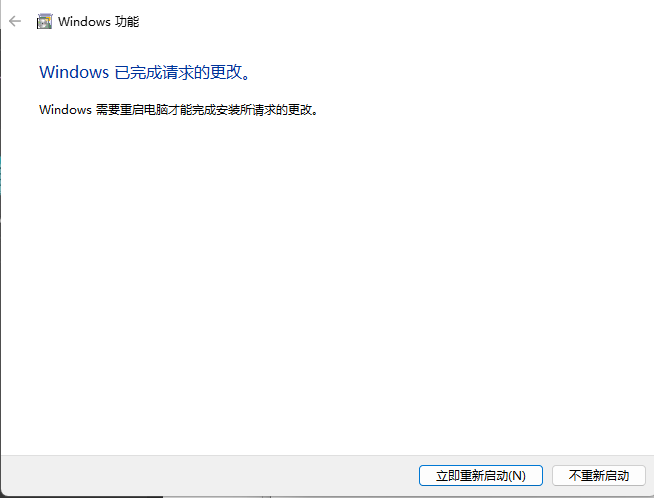 Windows 功能
Windows 已完成请求的更改。
Windows 需要重启电脑才能完成安装所请求的更改。
立即重新启动(N) 不重新启动